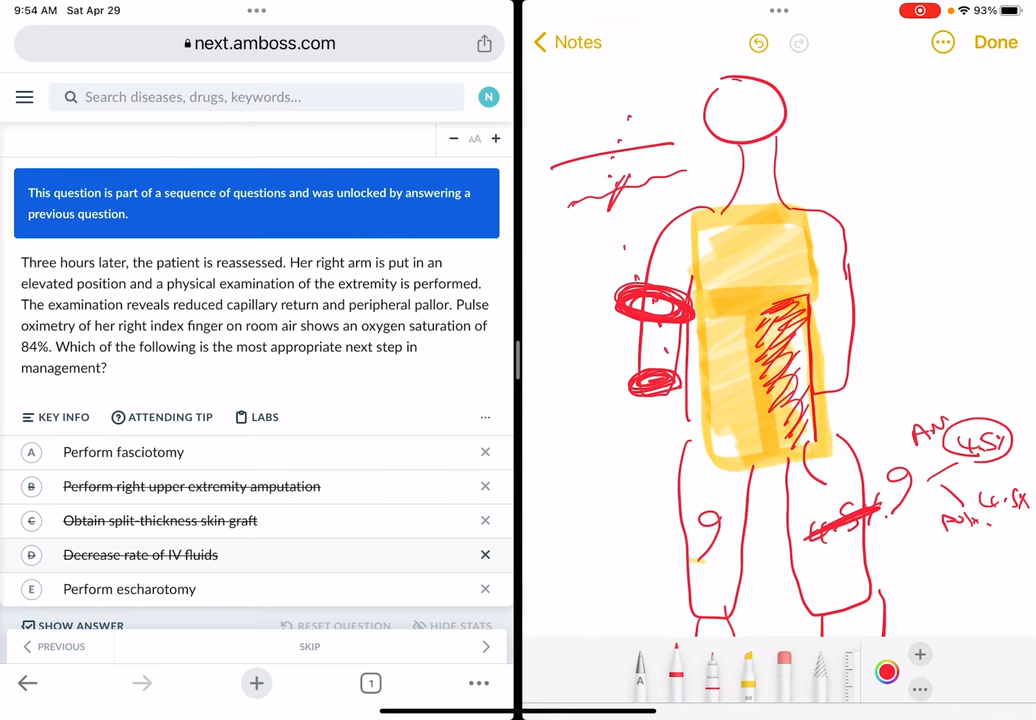 9:54 AM Sat Apr 29
93%
next.amboss.com
Notes
Done
Search diseases, drugs, keywords...
N
− AA +
This question is part of a sequence of questions and was unlocked by answering a
previous question.
Three hours later, the patient is reassessed. Her right arm is put in an
elevated position and a physical examination of the extremity is performed.
The examination reveals reduced capillary return and peripheral pallor. Pulse
oximetry of her right index finger on room air shows an oxygen saturation of
84%. Which of the following is the most appropriate next step in
management?
KEY INFO
ATTENDING TIP
LABS
A Perform fasciotomy
B Perform right upper extremity amputation
C Obtain split-thickness skin graft
D Decrease rate of IV fluids
E Perform escharotomy
SHOW ANSWER
RESET QUESTION
HIDE STATS
PREVIOUS
SKIP
1
9
9
4.5%
A
80